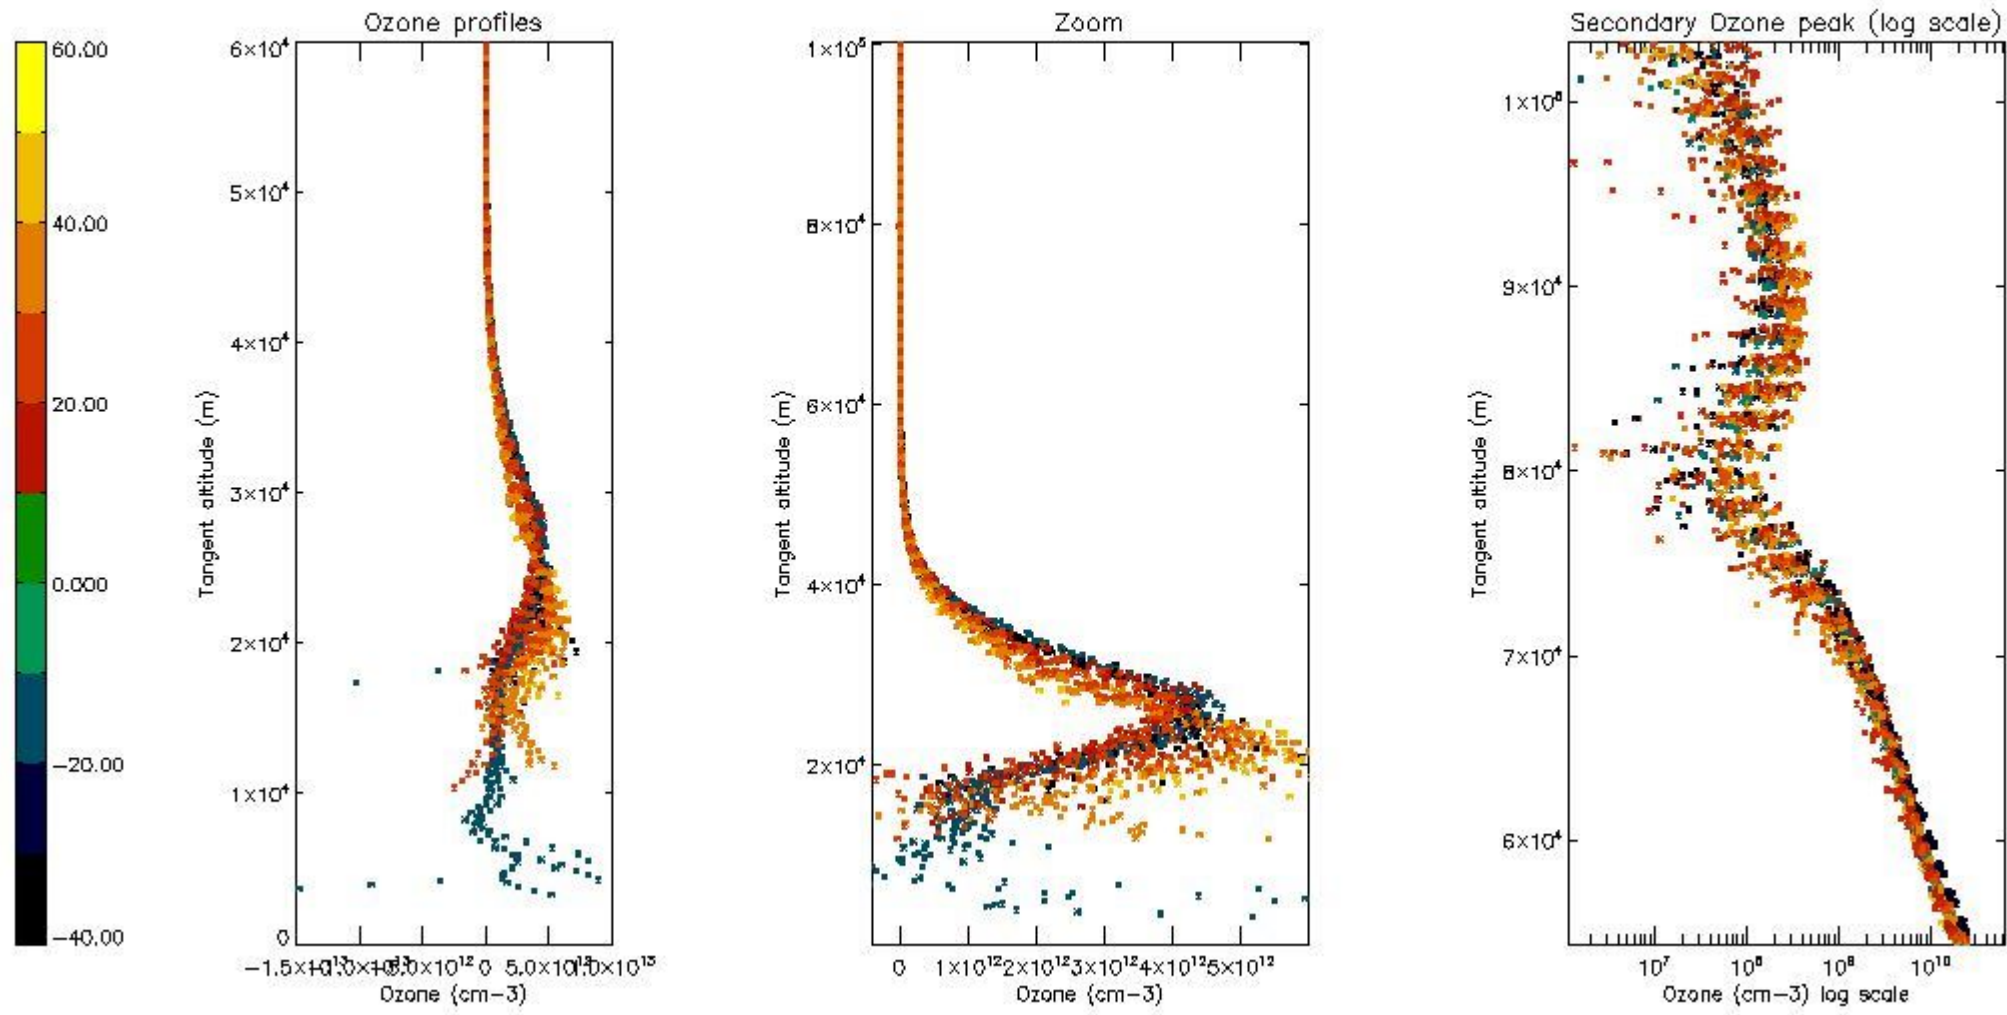 Ozone profiles
Zoom
Secondary Ozone peak (log scale)
60.00
40.00
20.00
0.000
−20.00
−40.00
6×10⁴
5×10⁴
4×10⁴
3×10⁴
2×10⁴
1×10⁴
0
Tangent altitude (m)
0
Ozone (cm−3)
1×10⁵
8×10⁴
6×10⁴
4×10⁴
2×10⁴
Tangent altitude (m)
0 1×10¹² 2×10¹² 3×10¹² 4×10¹² 5×10¹²
Ozone (cm−3)
1×10⁵
9×10⁴
8×10⁴
7×10⁴
6×10⁴
Tangent altitude (m)
10⁷ 10⁸ 10⁹ 10¹⁰
Ozone (cm−3) log scale